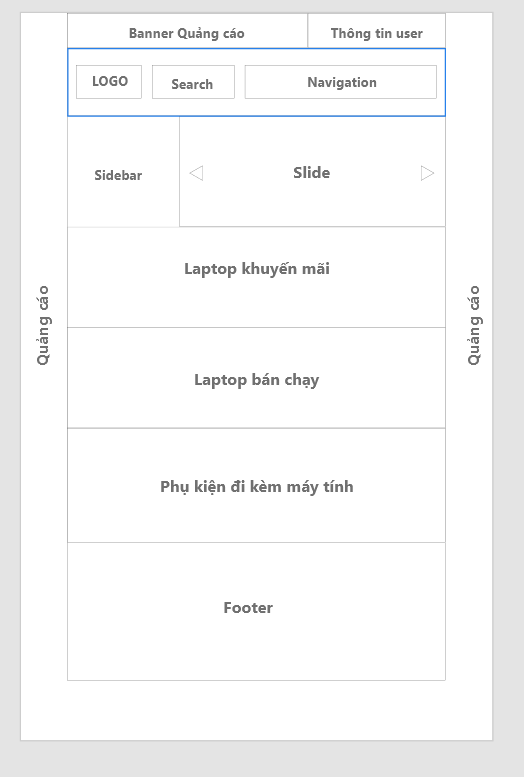 Banner Quảng cáo
Thông tin user
LOGO
Search
Navigation
Sidebar
Slide
Laptop khuyến mãi
Quảng cáo
Quảng cáo
Laptop bán chạy
Phụ kiện đi kèm máy tính
Footer